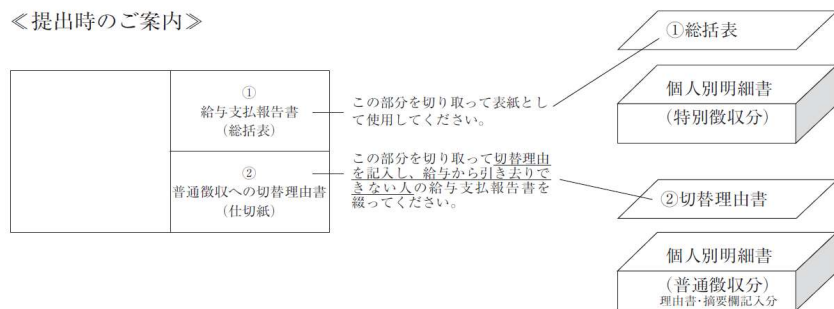 ≪提出時のご案内≫
①
給与支払報告書
(総括表)
②
普通徴収への切替理由書
(仕切紙)
この部分を切り取って表紙とし
て使用してください。
この部分を切り取って切替理由
を記入し、給与から引き去りで
きない人の給与支払報告書を
綴ってください。
①総括表
個人別明細書
(特別徴収分)
②切替理由書
個人別明細書
(普通徴収分)
理由書・摘要欄記入分